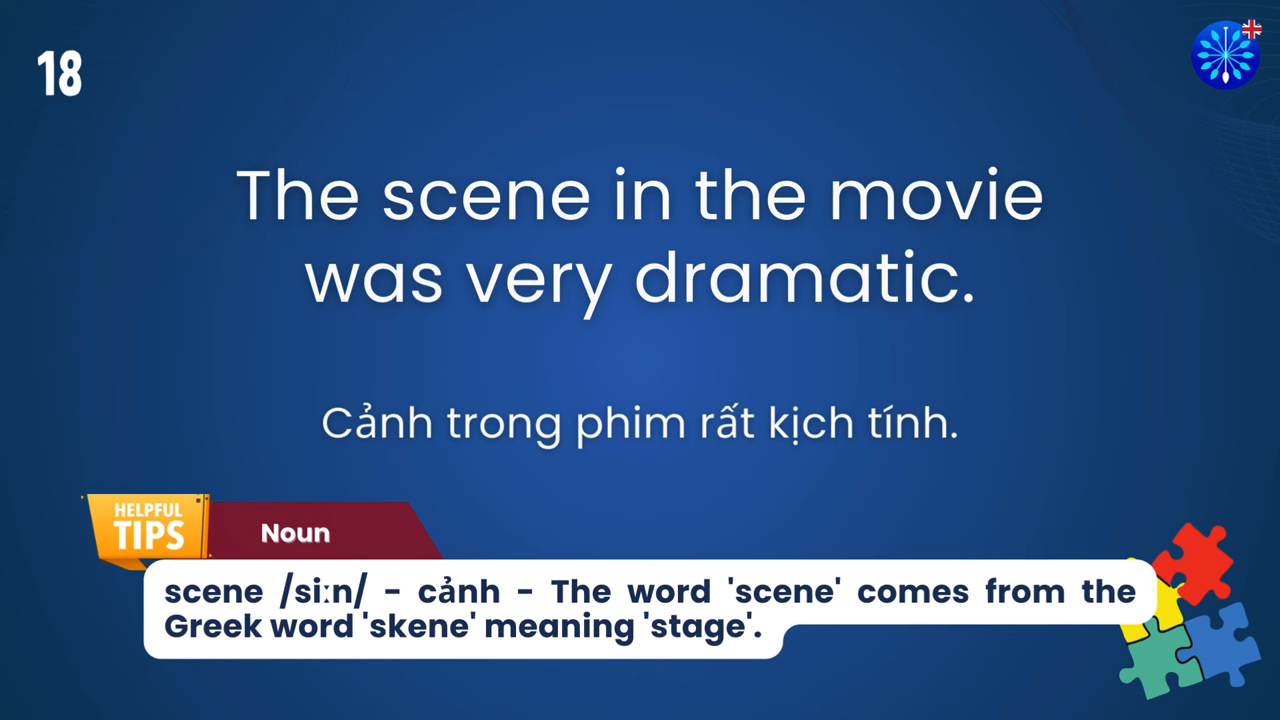 18
The scene in the movie
was very dramatic.
Cảnh trong phim rất kịch tính.
HELPFUL
TIPS
Noun
scene /siːn/ - cảnh - The word 'scene' comes from the
Greek word 'skene' meaning 'stage'.